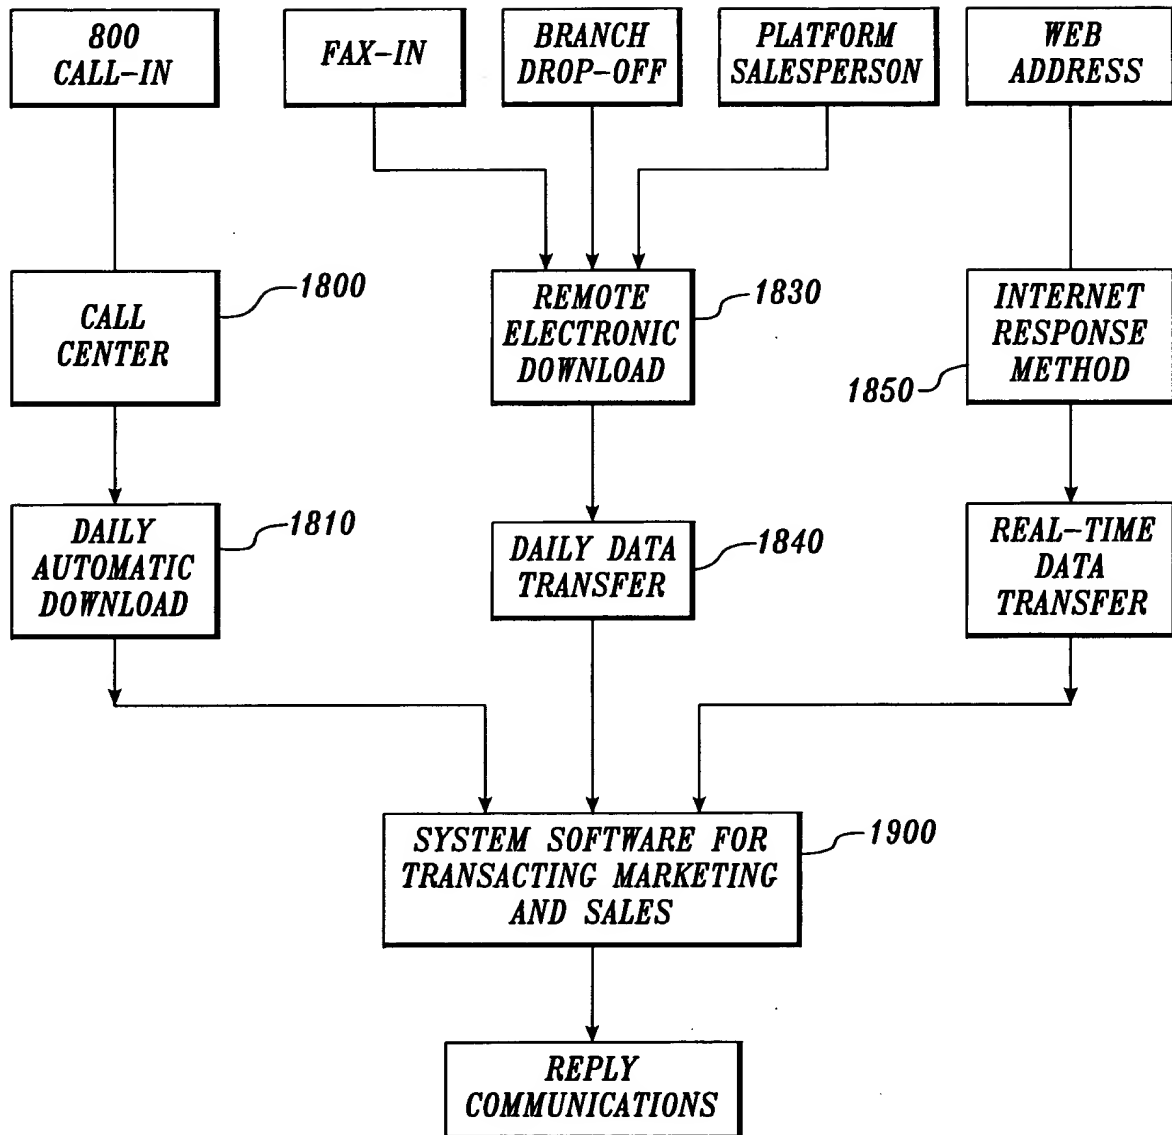 800
CALL-IN
FAX-IN
BRANCH
DROP-OFF
PLATFORM
SALESPERSON
WEB
ADDRESS
CALL
CENTER
1800
REMOTE
ELECTRONIC
DOWNLOAD
1830
INTERNET
RESPONSE
METHOD
1850
DAILY
AUTOMATIC
DOWNLOAD
1810
DAILY DATA
TRANSFER
1840
REAL-TIME
DATA
TRANSFER
SYSTEM SOFTWARE FOR
TRANSACTING MARKETING
AND SALES
1900
REPLY
COMMUNICATIONS